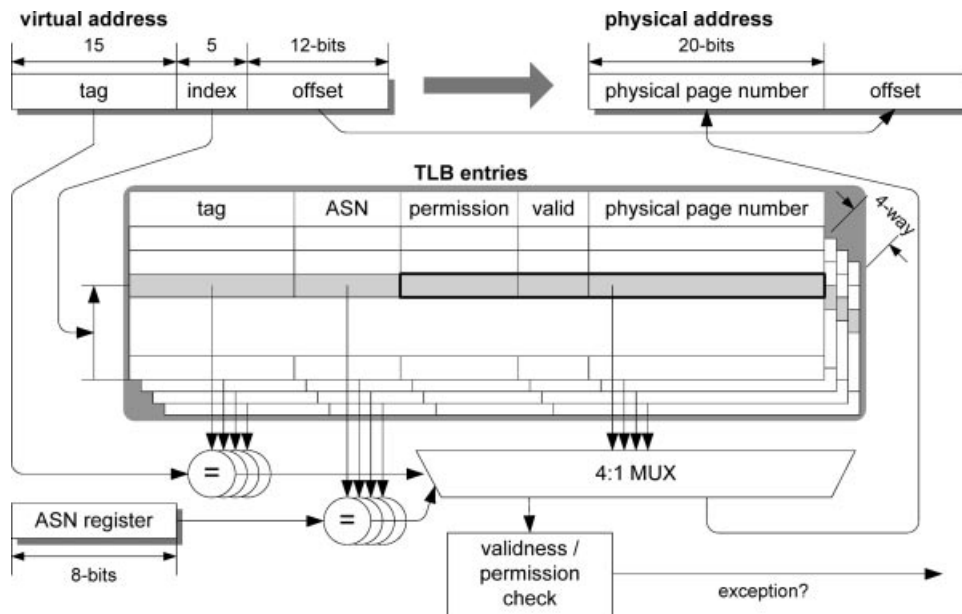 virtual address
physical address
15
5
12-bits
20-bits
tag
index
offset
physical page number
offset
TLB entries
tag
ASN
permission
valid
physical page number
4-way
=
4:1 MUX
ASN register
=
8-bits
validness /
permission
check
exception?